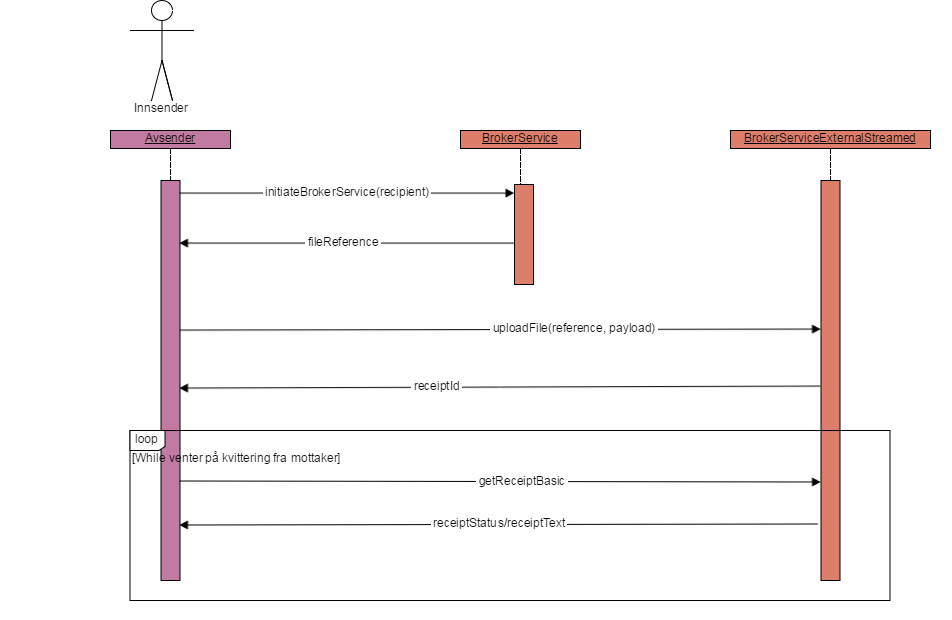 Innsender
Avsender
BrokerService
BrokerServiceExternalStreamed
initiateBrokerService(recipient)
fileReference
uploadFile(reference, payload)
receiptId
loop
[While venter på kvittering fra mottaker]
getReceiptBasic
receiptStatus/receiptText